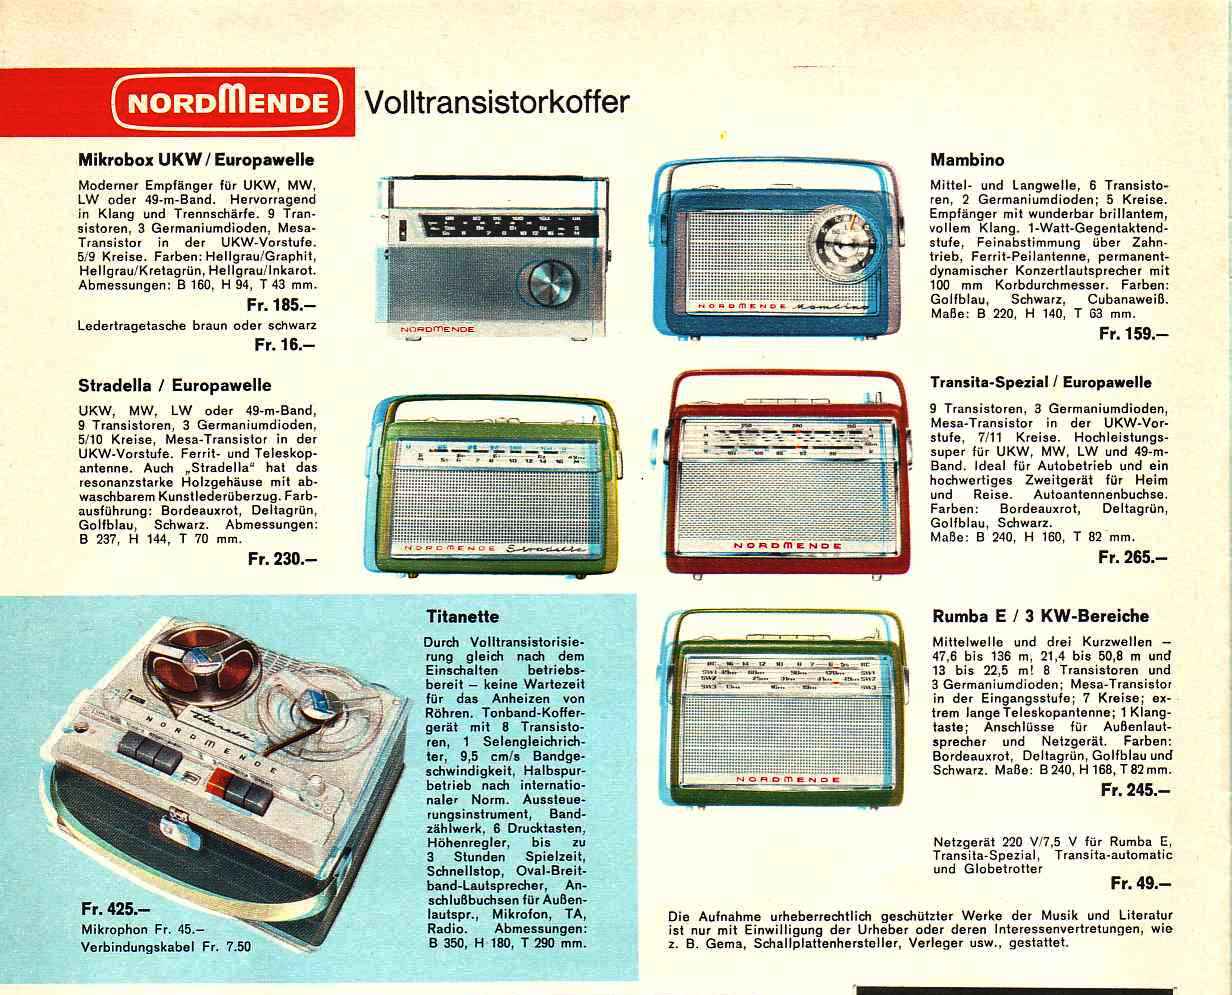 NORDMENDE
Volltransistorkoffer
Mikrobox UKW / Europawelle
Moderner Empfänger für UKW, MW,
LW oder 49-m-Band. Hervorragend
in Klang und Trennschärfe. 9 Tran-
sistoren, 3 Germaniumdioden, Mesa-
Transistor in der UKW-Vorstufe.
5/9 Kreise. Farben: Hellgrau/Graphit,
Hellgrau/Kretagrün, Hellgrau/Inkarot.
Abmessungen: B 160, H 94, T 43 mm.
Fr. 185.—
Ledertragetasche braun oder schwarz
Fr. 16.—
NORDMENDE
NORDMENDE Mambino
Mambino
Mittel- und Langwelle, 6 Transisto-
ren, 2 Germaniumdioden; 5 Kreise.
Empfänger mit wunderbar brillantem,
vollem Klang. 1-Watt-Gegentaktend-
stufe, Feinabstimmung über Zahn-
trieb, Ferrit-Peilantenne, permanent-
dynamischer Konzertlautsprecher mit
100 mm Korbdurchmesser. Farben:
Golfblau, Schwarz, Cubanaweiß.
Maße: B 220, H 140, T 63 mm.
Fr. 159.—
Stradella / Europawelle
UKW, MW, LW oder 49-m-Band,
9 Transistoren, 3 Germaniumdioden,
5/10 Kreise, Mesa-Transistor in der
UKW-Vorstufe. Ferrit- und Teleskop-
antenne. Auch „Stradella“ hat das
resonanzstarke Holzgehäuse mit ab-
waschbarem Kunstlederüberzug. Farb-
ausführung: Bordeauxrot, Deltagrün,
Golfblau, Schwarz. Abmessungen:
B 237, H 144, T 70 mm.
Fr. 230.—
NORDMENDE Stradella
NORDMENDE
Transita-Spezial / Europawelle
9 Transistoren, 3 Germaniumdioden,
Mesa-Transistor in der UKW-Vor-
stufe, 7/11 Kreise. Hochleistungs-
super für UKW, MW, LW und 49-m-
Band. Ideal für Autobetrieb und ein
hochwertiges Zweitgerät für Heim
und Reise. Autoantennenbuchse.
Farben: Bordeauxrot, Deltagrün,
Golfblau, Schwarz.
Maße: B 240, H 160, T 82 mm.
Fr. 265.—
Titanette
NORDMENDE
Titanette
Durch Volltransistorisie-
rung gleich nach dem
Einschalten betriebs-
bereit — keine Wartezeit
für das Anheizen von
Röhren. Tonband-Koffer-
gerät mit 8 Transisto-
ren, 1 Selengleichrich-
ter, 9,5 cm/s Bandge-
schwindigkeit, Halbspur-
betrieb nach internatio-
naler Norm. Aussteue-
rungsinstrument, Band-
zählwerk, 6 Drucktasten,
Höhenregler, bis zu
3 Stunden Spielzeit,
Schnellstop, Oval-Breit-
band-Lautsprecher, An-
schlußbuchsen für Außen-
lautspr., Mikrofon, TA,
Radio. Abmessungen:
B 350, H 180, T 290 mm.
Fr. 425.—
Mikrophon Fr. 45.—
Verbindungskabel Fr. 7.50
SW2
SW3
SW3
NORDMENDE
Rumba E / 3 KW-Bereiche
Mittelwelle und drei Kurzwellen —
47,6 bis 136 m, 21,4 bis 50,8 m und
13 bis 22,5 m! 8 Transistoren und
3 Germaniumdioden; Mesa-Transistor
in der Eingangsstufe; 7 Kreise; ex-
trem lange Teleskopantenne; 1 Klang-
taste; Anschlüsse für Außenlaut-
sprecher und Netzgerät. Farben:
Bordeauxrot, Deltagrün, Golfblau und
Schwarz. Maße: B 240, H 168, T 82 mm.
Fr. 245.—
Netzgerät 220 V/7,5 V für Rumba E,
Transita-Spezial, Transita-automatic
und Globetrotter
Fr. 49.—
Die Aufnahme urheberrechtlich geschützter Werke der Musik und Literatur
ist nur mit Einwilligung der Urheber oder deren Interessenvertretungen, wie
z. B. Gema, Schallplattenhersteller, Verleger usw., gestattet.